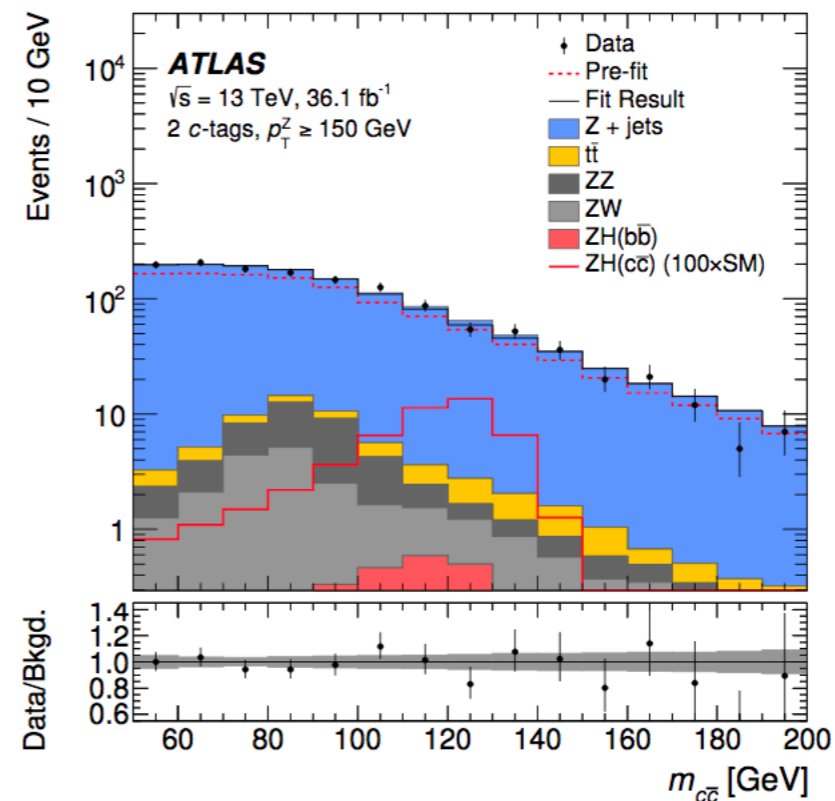 Events / 10 GeV
10⁴
10³
10²
10
1
ATLAS
√s = 13 TeV, 36.1 fb⁻¹
2 c-tags, p_T^Z ≥ 150 GeV
Data
Pre-fit
Fit Result
Z + jets
tt̄
ZZ
ZW
ZH(bb̄)
ZH(cc̄) (100×SM)
Data/Bkgd.
1.4
1.2
1.0
0.8
0.6
60 80 100 120 140 160 180 200
m_cc̄ [GeV]